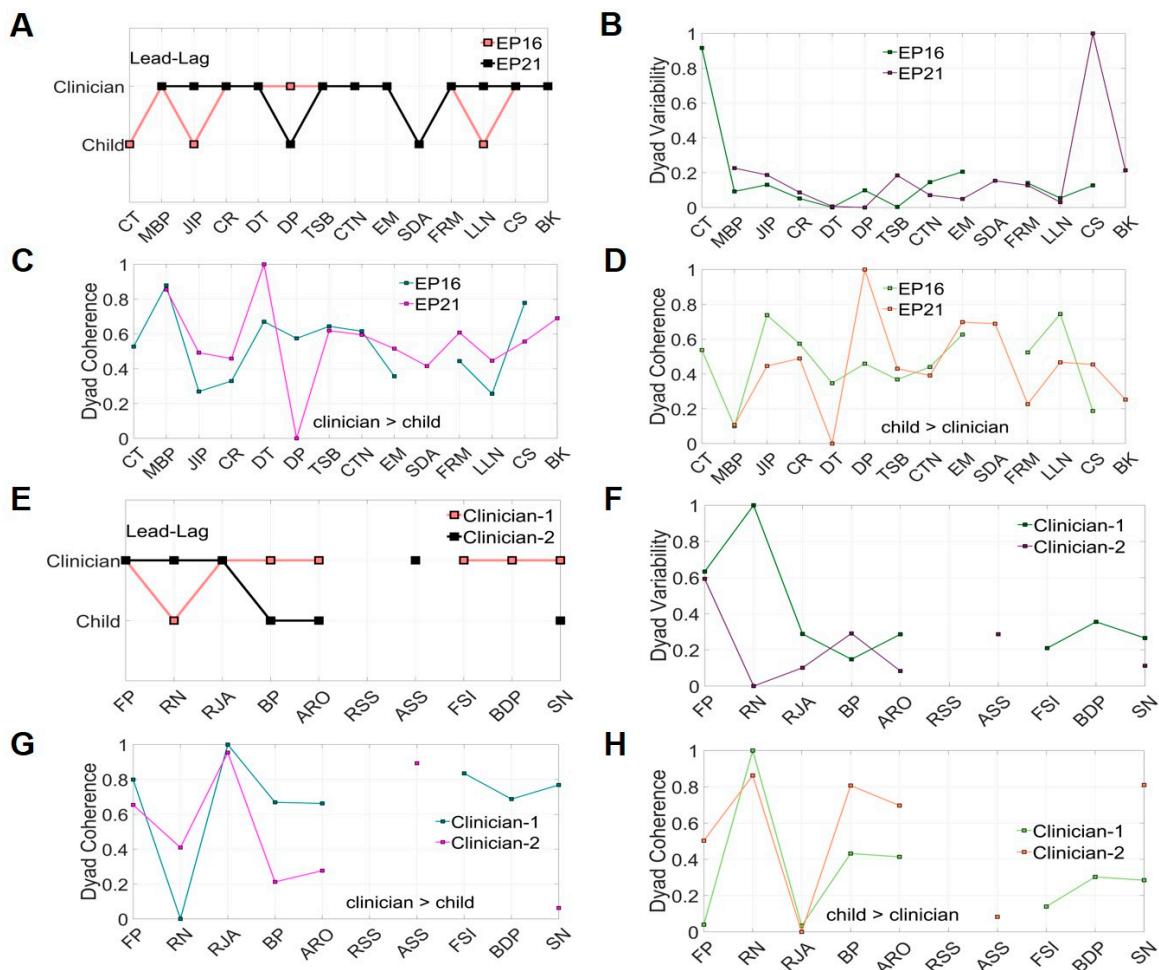 A
Lead-Lag
EP16
EP21
Clinician
Child
CT MBP JIP CR DT DP TSB CTN EM SDA FRM LLN CS BK
B
Dyad Variability
1
0.8
0.6
0.4
0.2
0
EP16
EP21
CT MBP JIP CR DT DP TSB CTN EM SDA FRM LLN CS BK
C
Dyad Coherence
1
0.8
0.6
0.4
0.2
0
EP16
EP21
clinician > child
CT MBP JIP CR DT DP TSB CTN EM SDA FRM LLN CS BK
D
Dyad Coherence
1
0.8
0.6
0.4
0.2
0
EP16
EP21
child > clinician
CT MBP JIP CR DT DP TSB CTN EM SDA FRM LLN CS BK
E
Lead-Lag
Clinician-1
Clinician-2
Clinician
Child
FP RN RJA BP ARO RSS ASS FSI BDP SN
F
Dyad Variability
1
0.8
0.6
0.4
0.2
0
Clinician-1
Clinician-2
FP RN RJA BP ARO RSS ASS FSI BDP SN
G
Dyad Coherence
1
0.8
0.6
0.4
0.2
0
Clinician-1
Clinician-2
clinician > child
FP RN RJA BP ARO RSS ASS FSI BDP SN
H
Dyad Coherence
1
0.8
0.6
0.4
0.2
0
Clinician-1
Clinician-2
child > clinician
FP RN RJA BP ARO RSS ASS FSI BDP SN